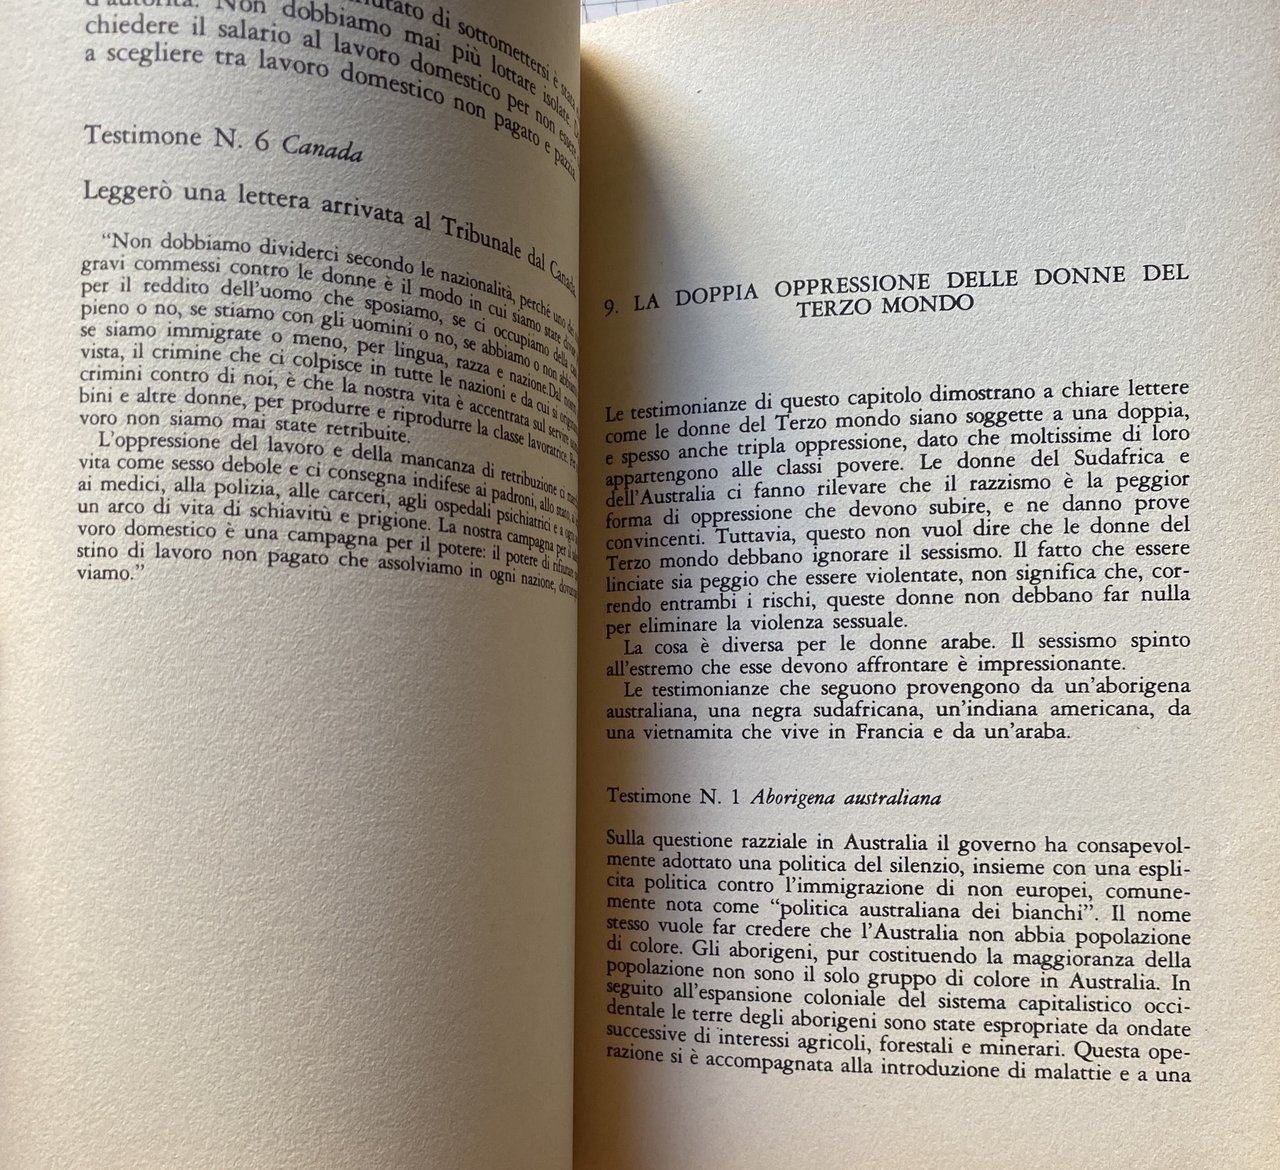 di sottomettersi è
Non dobbiamo mai più lottare isolate.
chiedere il salario al lavoro domestico per non essere
a scegliere tra lavoro domestico non pagato e pazzia.
Testimone N. 6 Canada
Leggerò una lettera arrivata al Tribunale dal Canada.
“Non dobbiamo dividerci secondo le nazionalità, perché uno dei
gravi commessi contro le donne è il modo in cui siamo state
per il reddito dell'uomo che sposiamo, se ci occupiamo della
pieno o no, se stiamo con gli uomini o no, se abbiamo o non
se siamo immigrate o meno, per lingua, razza e nazione. Dal
vista, il crimine che ci colpisce in tutte le nazioni e da cui si
crimini contro di noi, è che la nostra vita è accentrata sul
bini e altre donne, per produrre e riprodurre la classe lavoratrice.
voro non siamo mai state retribuite.
L'oppressione del lavoro e della mancanza di retribuzione ci
vita come sesso debole e ci consegna indifese ai padroni, allo stato,
ai medici, alla polizia, alle carceri, agli ospedali psichiatrici e a
un arco di vita di schiavitù e prigione. La nostra campagna per il
voro domestico è una campagna per il potere: il potere di
stino di lavoro non pagato che assolviamo in ogni nazione,
viamo.”
9. LA DOPPIA OPPRESSIONE DELLE DONNE DEL
TERZO MONDO
Le testimonianze di questo capitolo dimostrano a chiare lettere
come le donne del Terzo mondo siano soggette a una doppia,
e spesso anche tripla oppressione, dato che moltissime di loro
appartengono alle classi povere. Le donne del Sudafrica e
dell'Australia ci fanno rilevare che il razzismo è la peggior
forma di oppressione che devono subire, e ne danno prove
convincenti. Tuttavia, questo non vuol dire che le donne del
Terzo mondo debbano ignorare il sessismo. Il fatto che essere
linciate sia peggio che essere violentate, non significa che, cor-
rendo entrambi i rischi, queste donne non debbano far nulla
per eliminare la violenza sessuale.
La cosa è diversa per le donne arabe. Il sessismo spinto
all'estremo che esse devono affrontare è impressionante.
Le testimonianze che seguono provengono da un'aborigena
australiana, una negra sudafricana, un'indiana americana, da
una vietnamita che vive in Francia e da un'araba.
Testimone N. 1 Aborigena australiana
Sulla questione razziale in Australia il governo ha consapevol-
mente adottato una politica del silenzio, insieme con una espli-
cita politica contro l'immigrazione di non europei, comune-
mente nota come “politica australiana dei bianchi”. Il nome
stesso vuole far credere che l'Australia non abbia popolazione
di colore. Gli aborigeni, pur costituendo la maggioranza della
popolazione non sono il solo gruppo di colore in Australia. In
seguito all'espansione coloniale del sistema capitalistico occi-
dentale le terre degli aborigeni sono state espropriate da ondate
successive di interessi agricoli, forestali e minerari. Questa ope-
razione si è accompagnata alla introduzione di malattie e a una